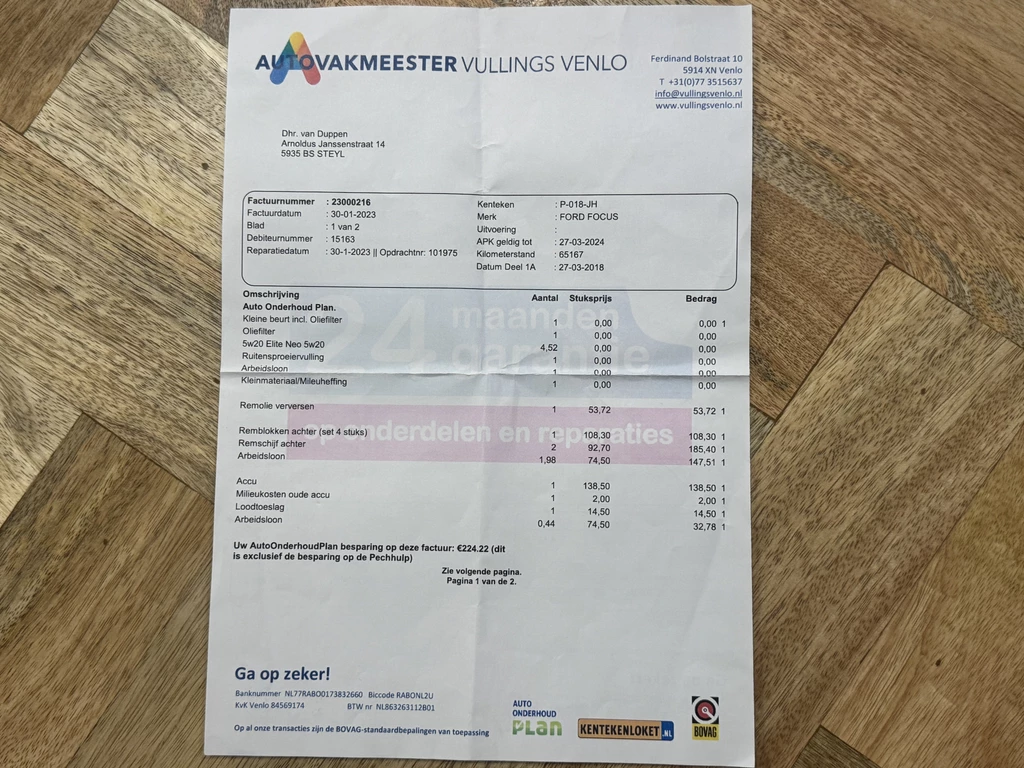 AUTOVAKMEESTER VULLINGS VENLO
Ferdinand Bolstraat 10
5914 XN Venlo
T +31(0)77 3515637
info@vullingsvenlo.nl
www.vullingsvenlo.nl
Dhr. van Duppen
Arnoldus Janssenstraat 14
5935 BS STEYL
Factuurnummer : 23000216
Factuurdatum : 30-01-2023
Blad : 1 van 2
Debiteurnummer : 15163
Reparatiedatum : 30-1-2023 || Opdrachtnr: 101975
Kenteken : P-018-JH
Merk : FORD FOCUS
Uitvoering :
APK geldig tot : 27-03-2024
Kilometerstand : 65167
Datum Deel 1A : 27-03-2018
Omschrijving Aantal Stuksprijs Bedrag
Auto Onderhoud Plan.
Kleine beurt incl. Oliefilter 1 0,00 0,00 1
Oliefilter 1 0,00 0,00
5w20 Elite Neo 5w20 4,52 0,00 0,00
Ruitensproeiervulling 1 0,00 0,00
Arbeidsloon 1 0,00 0,00
Kleinmateriaal/Mileuheffing 1 0,00 0,00
Remolie verversen 1 53,72 53,72 1
Remblokken achter (set 4 stuks) 1 108,30 108,30 1
Remschijf achter 2 92,70 185,40 1
Arbeidsloon 1,98 74,50 147,51 1
Accu 1 138,50 138,50 1
Milieukosten oude accu 1 2,00 2,00 1
Loodtoeslag 1 14,50 14,50 1
Arbeidsloon 0,44 74,50 32,78 1
24 maanden
garantie
op onderdelen en reparaties
Uw AutoOnderhoudPlan besparing op deze factuur: €224.22 (dit
is exclusief de besparing op de Pechhulp)
Zie volgende pagina.
Pagina 1 van de 2.
Ga op zeker!
Banknummer NL77RABO0173832660 Biccode RABONL2U
KvK Venlo 84569174 BTW nr NL863263112B01
Op al onze transacties zijn de BOVAG-standaardbepalingen van toepassing
AUTO
ONDERHOUD
PLAN
KENTEKENLOKET.NL
BOVAG